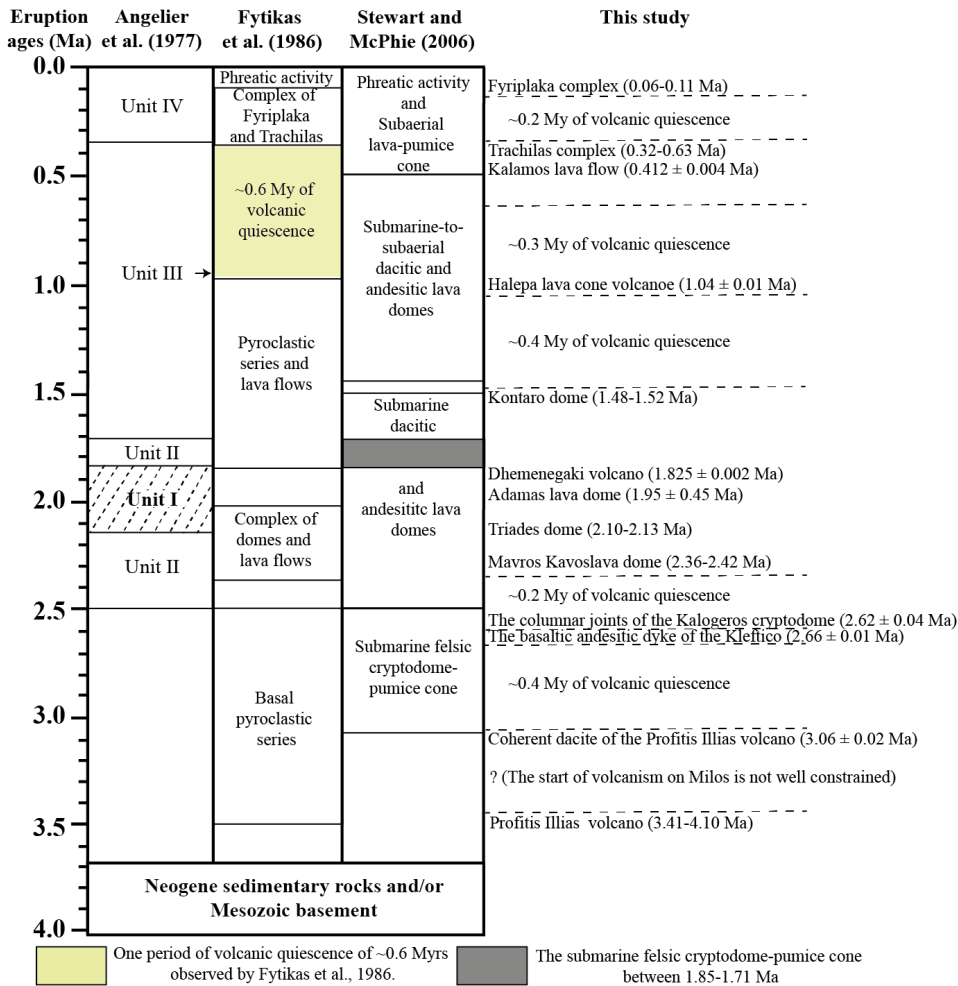 Eruption
ages (Ma)
Angelier
et al. (1977)
Fytikas
et al. (1986)
Stewart and
McPhie (2006)
This study
0.0
0.5
1.0
1.5
2.0
2.5
3.0
3.5
4.0
Unit IV
Unit III
Unit II
Unit I
Unit II
Phreatic activity
Complex of
Fyriplaka
and Trachilas
~0.6 My of
volcanic
quiescence
Pyroclastic
series and
lava flows
Complex of
domes and
lava flows
Basal
pyroclastic
series
Phreatic activity
and
Subaerial
lava-pumice
cone
Submarine-to-
subaerial
dacitic and
andesitic lava
domes
Submarine
dacitic
and
andesititc lava
domes
Submarine felsic
cryptodome-
pumice cone
Fyriplaka complex (0.06-0.11 Ma)
~0.2 My of volcanic quiescence
Trachilas complex (0.32-0.63 Ma)
Kalamos lava flow (0.412 ± 0.004 Ma)
~0.3 My of volcanic quiescence
Halepa lava cone volcanoe (1.04 ± 0.01 Ma)
~0.4 My of volcanic quiescence
Kontaro dome (1.48-1.52 Ma)
Dhemenegaki volcano (1.825 ± 0.002 Ma)
Adamas lava dome (1.95 ± 0.45 Ma)
Triades dome (2.10-2.13 Ma)
Mavros Kavoslava dome (2.36-2.42 Ma)
~0.2 My of volcanic quiescence
The columnar joints of the Kalogeros cryptodome (2.62 ± 0.04 Ma)
The basaltic andesitic dyke of the Kleftico (2.66 ± 0.01 Ma)
~0.4 My of volcanic quiescence
Coherent dacite of the Profitis Illias volcano (3.06 ± 0.02 Ma)
? (The start of volcanism on Milos is not well constrained)
Profitis Illias volcano (3.41-4.10 Ma)
Neogene sedimentary rocks and/or
Mesozoic basement
One period of volcanic quiescence of ~0.6 Myrs
observed by Fytikas et al., 1986.
The submarine felsic cryptodome-pumice cone
between 1.85-1.71 Ma